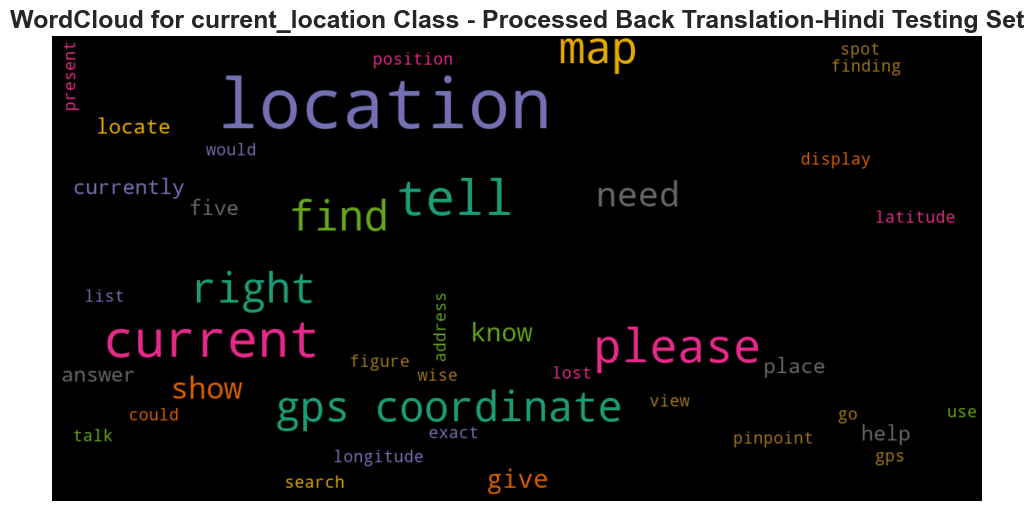 WordCloud for current_location Class - Processed Back Translation-Hindi Testing Set
present
position
map
spot
finding
location
locate
would
display
currently
five
find
tell
need
latitude
right
list
address
current
know
please
figure
place
answer
wise
lost
show
gps coordinate
view
could
go
use
talk
exact
pinpoint
help
longitude
gps
search
give